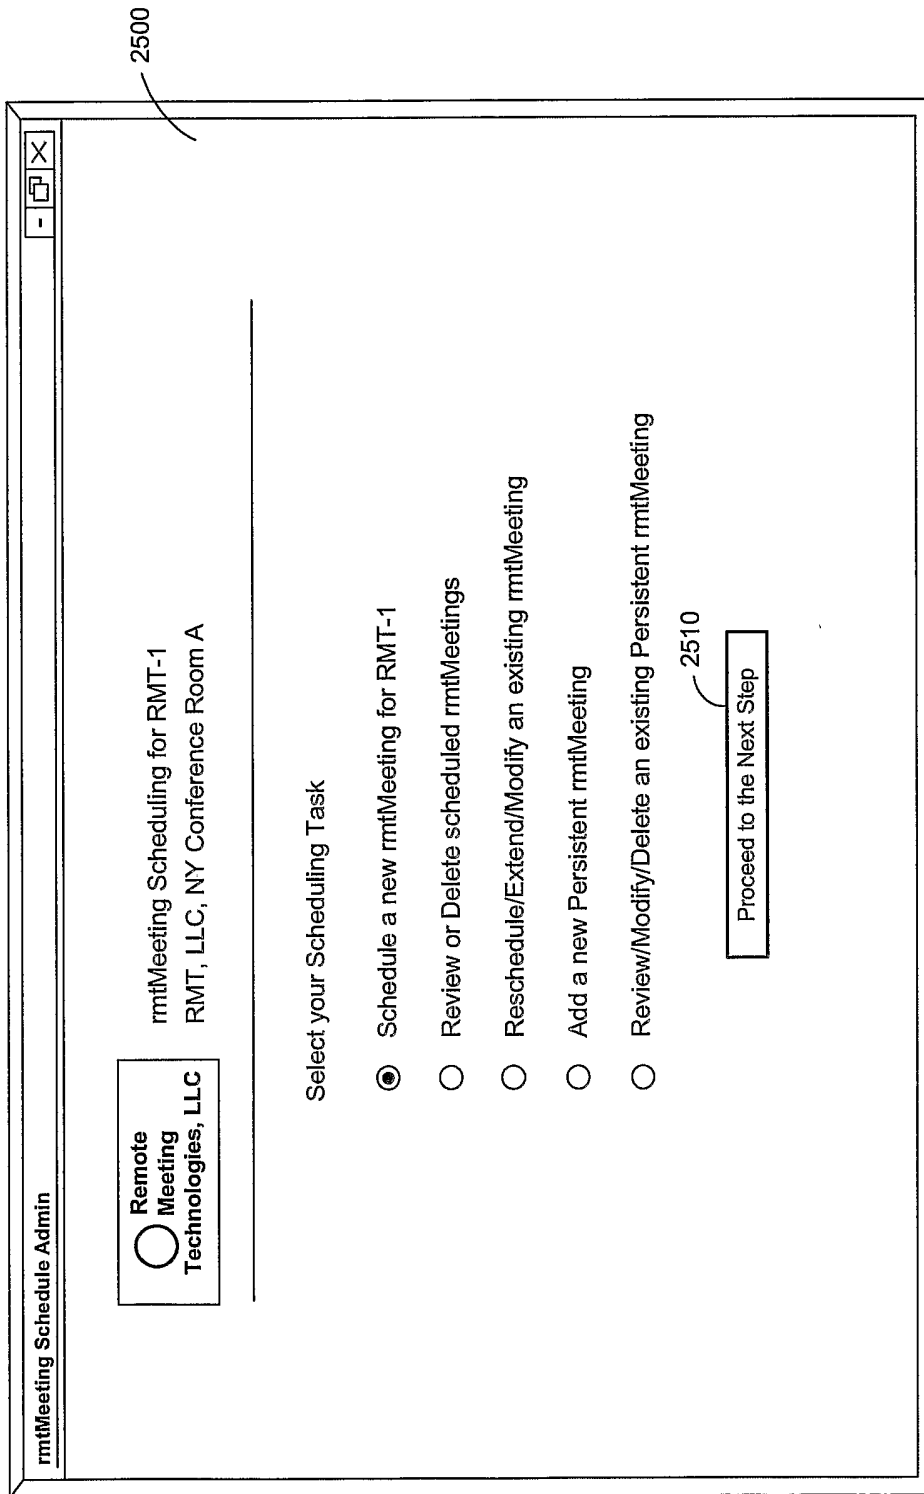 2500
rmtMeeting Schedule Admin
Remote
Meeting
Technologies, LLC
rmtMeeting Scheduling for RMT-1
RMT, LLC, NY Conference Room A
Select your Scheduling Task
Schedule a new rmtMeeting for RMT-1
Review or Delete scheduled rmtMeetings
Reschedule/Extend/Modify an existing rmtMeeting
Add a new Persistent rmtMeeting
Review/Modify/Delete an existing Persistent rmtMeeting
2510
Proceed to the Next Step